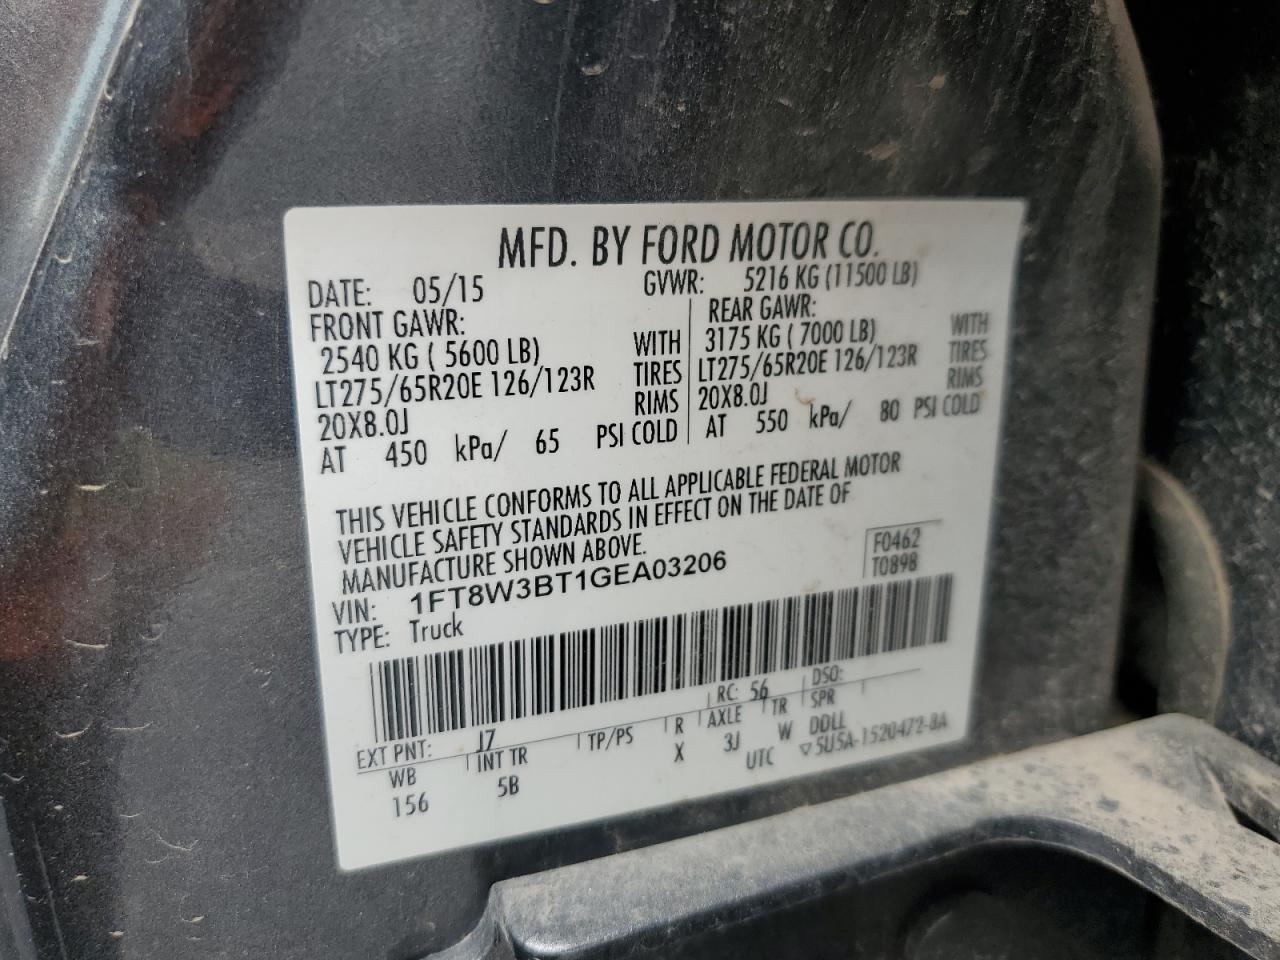 MFD. BY FORD MOTOR CO.
DATE: 05/15 GVWR: 5216 KG (11500 LB)
FRONT GAWR:
2540 KG ( 5600 LB) WITH
LT275/65R20E 126/123R TIRES
20X8.0J RIMS
AT 450 kPa/ 65 PSI COLD
REAR GAWR:
3175 KG ( 7000 LB) WITH
LT275/65R20E 126/123R TIRES
20X8.0J RIMS
AT 550 kPa/ 80 PSI COLD
THIS VEHICLE CONFORMS TO ALL APPLICABLE FEDERAL MOTOR
VEHICLE SAFETY STANDARDS IN EFFECT ON THE DATE OF
MANUFACTURE SHOWN ABOVE.
VIN: 1FT8W3BT1GEA03206
TYPE: Truck
F0462
T0898
EXT PNT: J7 RC: 56 DSO:
WB INT TR TP/PS R AXLE TR SPR
156 5B X 3J W DOLL
UTC ▽5U5A-1520472-BA